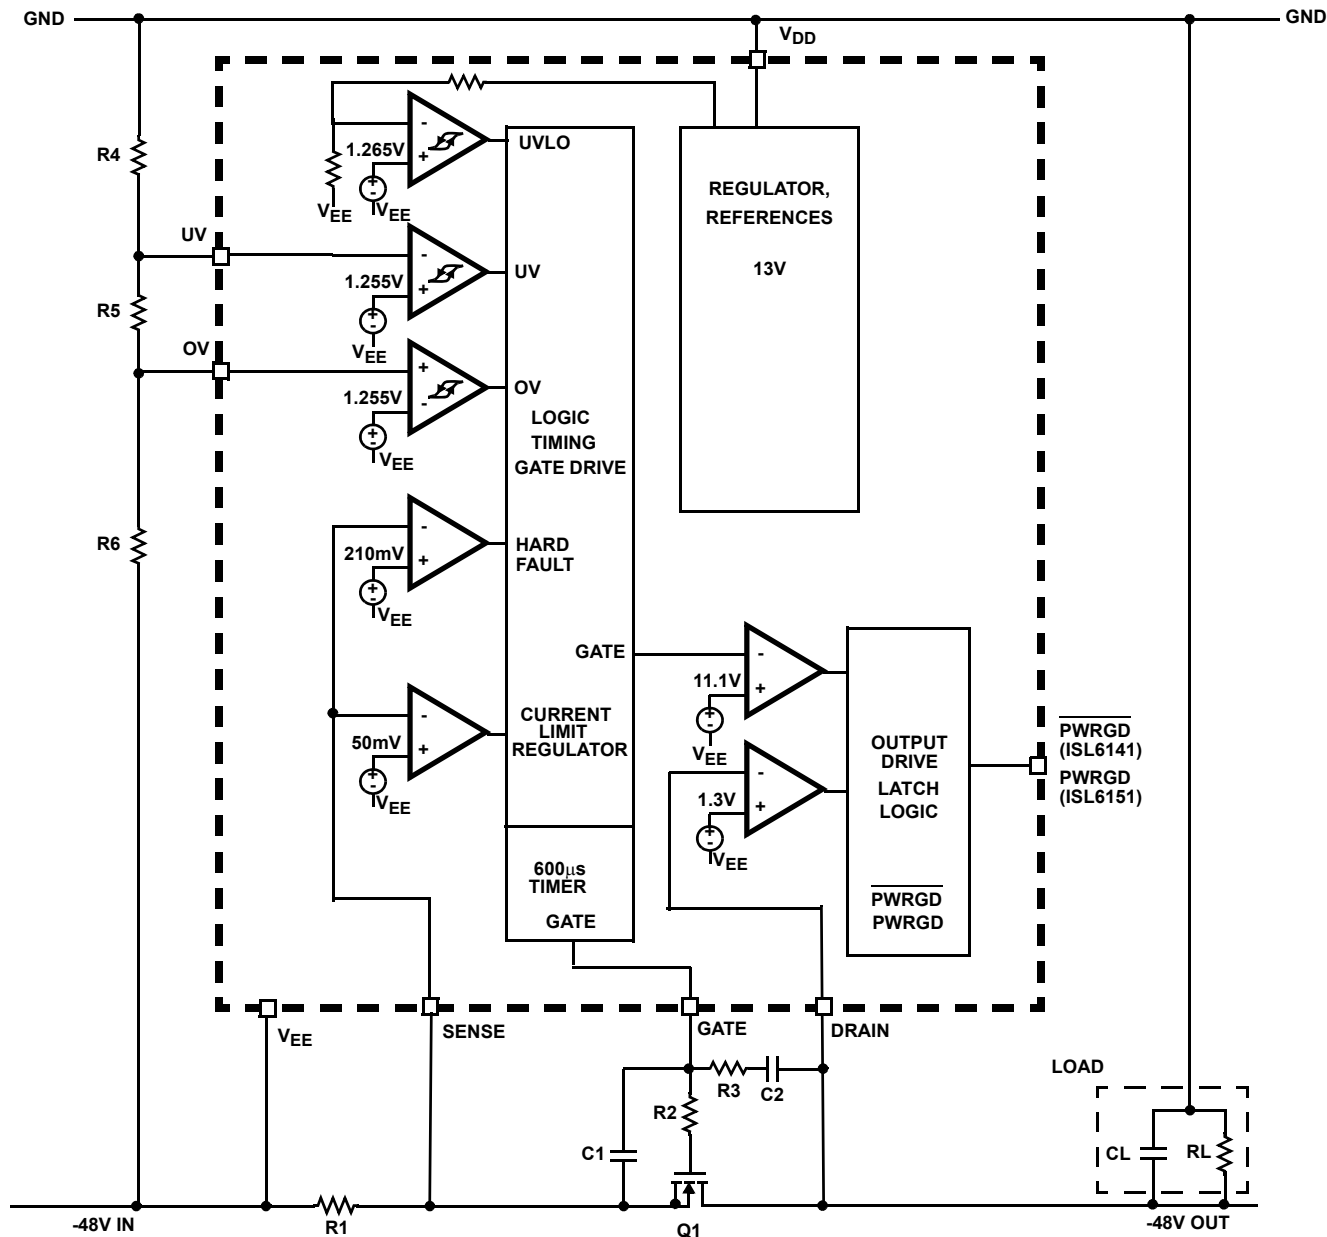 GND
GND
VDD
R4
1.265V
UVLO
VEE
VEE
REGULATOR,
REFERENCES
13V
UV
1.255V
UV
R5
VEE
OV
1.255V
OV
VEE
LOGIC
TIMING
GATE DRIVE
R6
210mV
HARD
FAULT
VEE
GATE
11.1V
VEE
50mV
CURRENT
LIMIT
REGULATOR
VEE
1.3V
VEE
OUTPUT
DRIVE
LATCH
LOGIC
PWRGD
(ISL6141)
PWRGD
(ISL6151)
600μs
TIMER
GATE
PWRGD
PWRGD
VEE
SENSE
GATE
DRAIN
LOAD
R3
C2
R2
C1
CL
RL
-48V IN
R1
Q1
-48V OUT